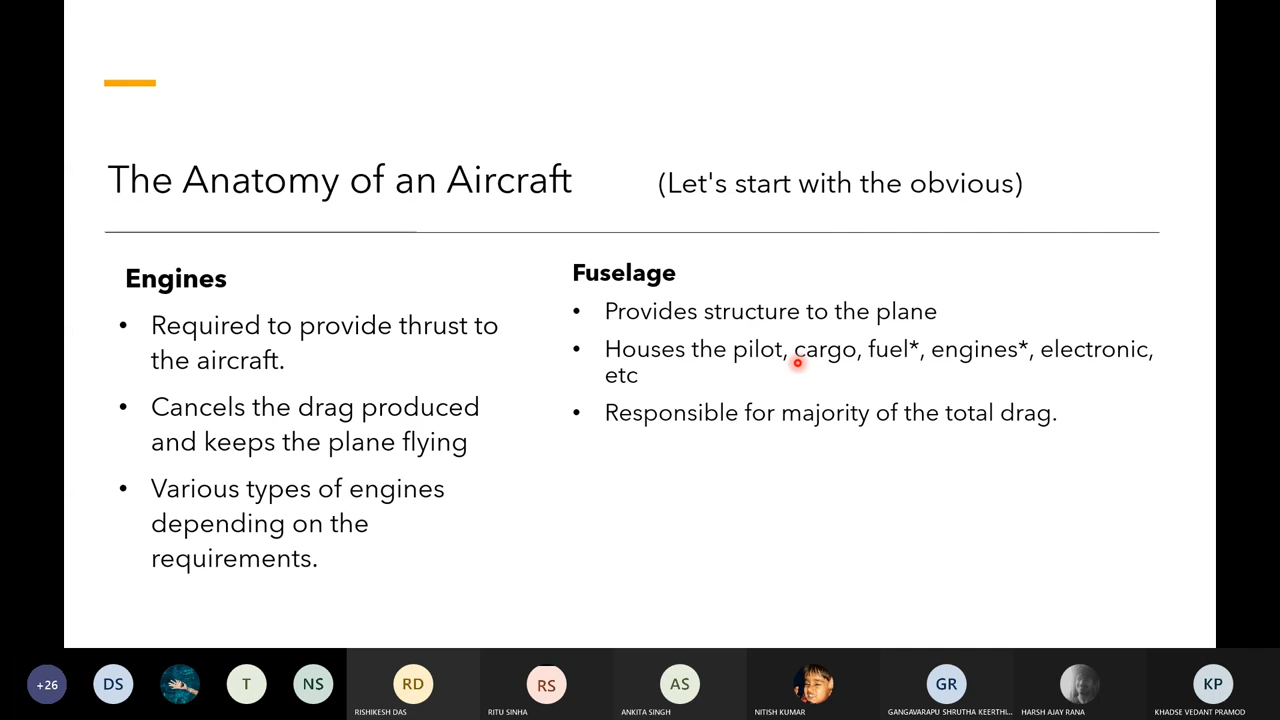 The Anatomy of an Aircraft (Let's start with the obvious)
Engines
• Required to provide thrust to
the aircraft.
• Cancels the drag produced
and keeps the plane flying
• Various types of engines
depending on the
requirements.
Fuselage
• Provides structure to the plane
• Houses the pilot, cargo, fuel*, engines*, electronic,
etc
• Responsible for majority of the total drag.
+26
DS
T
NS
RD
RISHIKESH DAS
RS
RITU SINHA
AS
ANKITA SINGH
NITISH KUMAR
GR
GANGAVARAPU SHRUTHA KEERTHI...
HARSH AJAY RANA
KP
KHADSE VEDANT PRAMOD